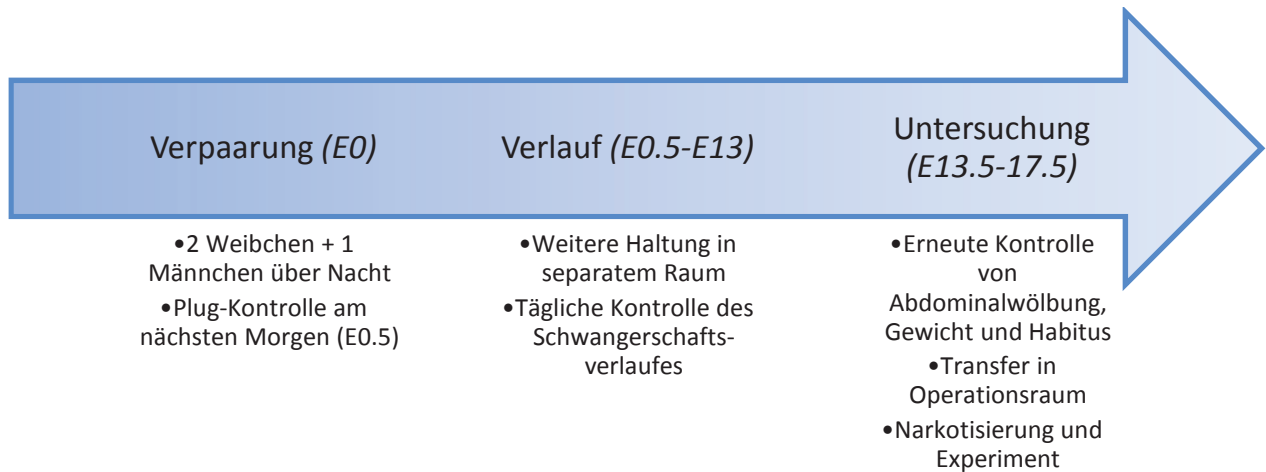 Verpaarung (E0)
•2 Weibchen + 1
Männchen über Nacht
•Plug-Kontrolle am
nächsten Morgen (E0.5)
Verlauf (E0.5-E13)
•Weitere Haltung in
separatem Raum
•Tägliche Kontrolle des
Schwangerschafts-
verlaufes
Untersuchung
(E13.5-17.5)
•Erneute Kontrolle
von
Abdominalwölbung,
Gewicht und Habitus
•Transfer in
Operationsraum
•Narkotisierung und
Experiment